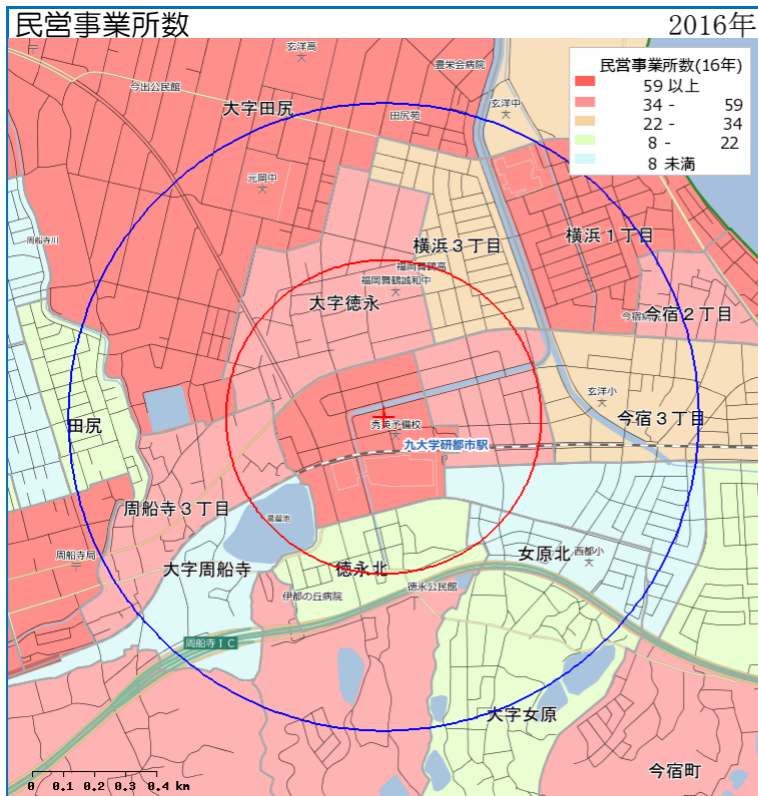 民営事業所数
2016年
民営事業所数(16年)
59 以上
34 - 59
22 - 34
8 - 22
8 未満
玄洋高
豊栄会病院
今出公民館
玄洋中
大字田尻
田尻苑
元岡中
周船寺川
横浜３丁目
横浜１丁目
福岡舞鶴高
福岡舞鶴誠和中
大字徳永
今宿２丁目
玄洋小
今宿３丁目
田尻
秀英予備校
九大学研都市駅
周船寺３丁目
周船寺局
大字周船寺
徳永北
女原北
西都小
伊都の丘病院
徳永公民館
周船寺ＩＣ
大字女原
今宿町
0 0.1 0.2 0.3 0.4 km